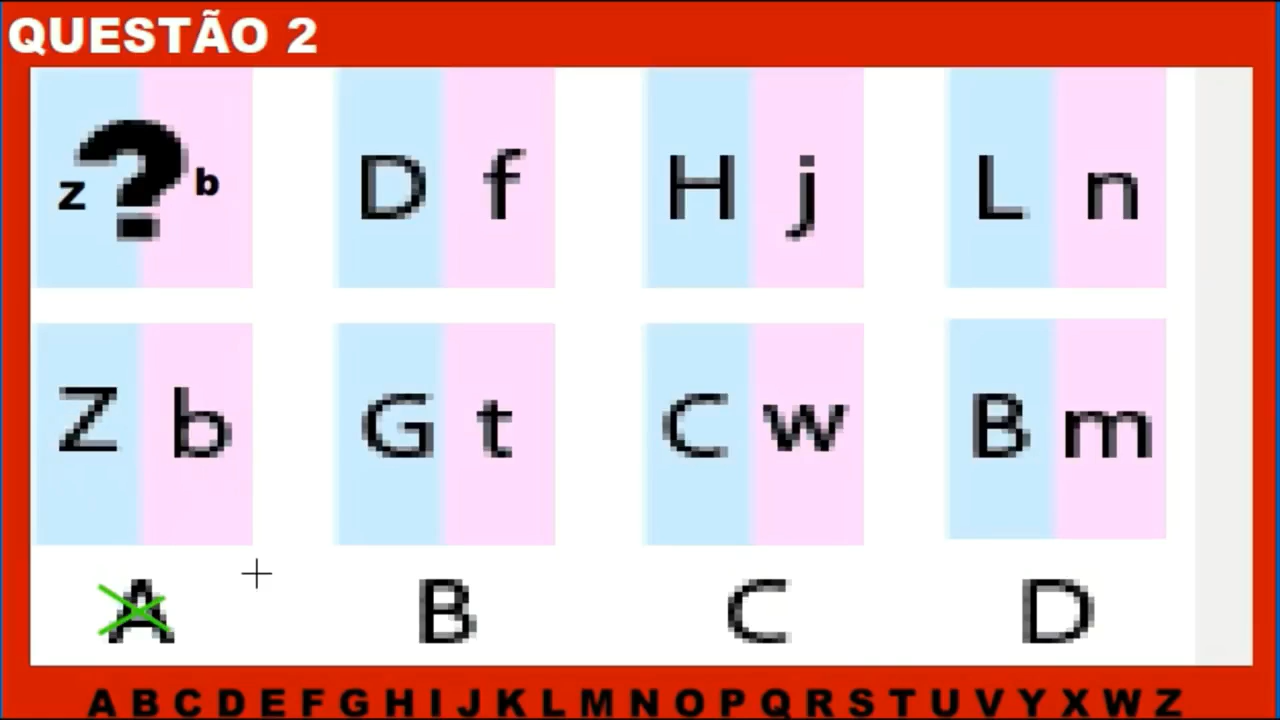 QUESTÃO 2
z ? b D f H j L n
Z b G t C w B m
A B C D
A B C D E F G H I J K L M N O P Q R S T U V Y X W Z